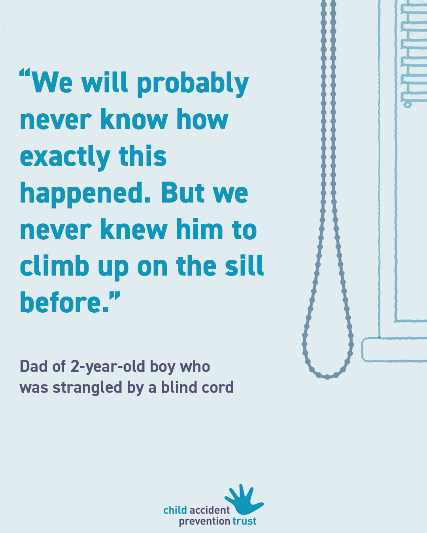 “We will probably
never know how
exactly this
happened. But we
never knew him to
climb up on the sill
before.”
Dad of 2-year-old boy who
was strangled by a blind cord
child accident
prevention trust